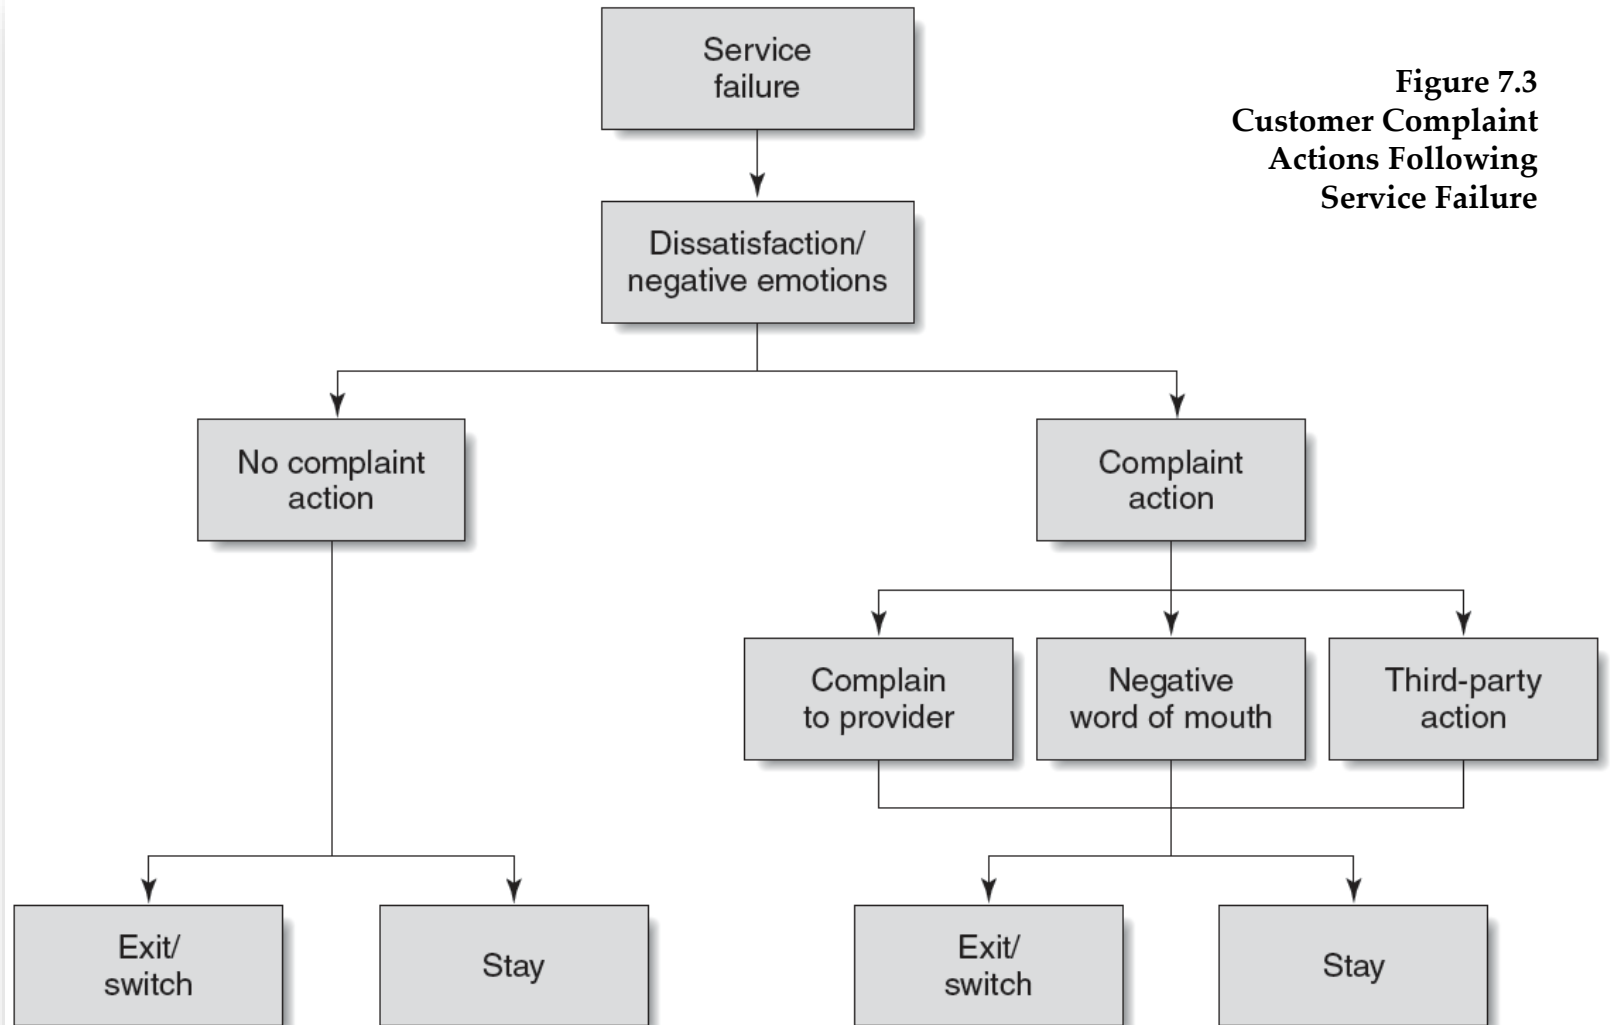 Service
failure
Figure 7.3
Customer Complaint
Actions Following
Service Failure
Dissatisfaction/
negative emotions
No complaint
action
Complaint
action
Complain
to provider
Negative
word of mouth
Third-party
action
Exit/
switch
Stay
Exit/
switch
Stay